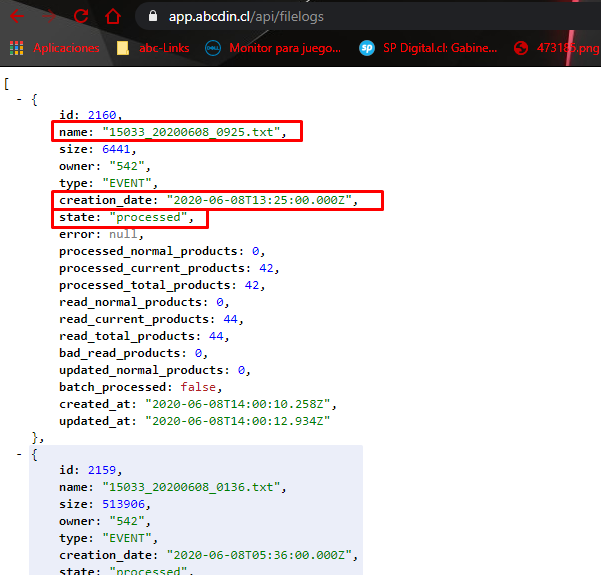 app.abcdin.cl/api/filelogs
Aplicaciones abc-Links DELL Monitor para juego... sp SP Digital.cl: Gabine... 473185.png
[
- {
id: 2160,
name: "15033_20200608_0925.txt",
size: 6441,
owner: "542",
type: "EVENT",
creation_date: "2020-06-08T13:25:00.000Z",
state: "processed",
error: null,
processed_normal_products: 0,
processed_current_products: 42,
processed_total_products: 42,
read_normal_products: 0,
read_current_products: 44,
read_total_products: 44,
bad_read_products: 0,
updated_normal_products: 0,
batch_processed: false,
created_at: "2020-06-08T14:00:10.258Z",
updated_at: "2020-06-08T14:00:12.934Z"
},
- {
id: 2159,
name: "15033_20200608_0136.txt",
size: 513906,
owner: "542",
type: "EVENT",
creation_date: "2020-06-08T05:36:00.000Z",
state: "processed",